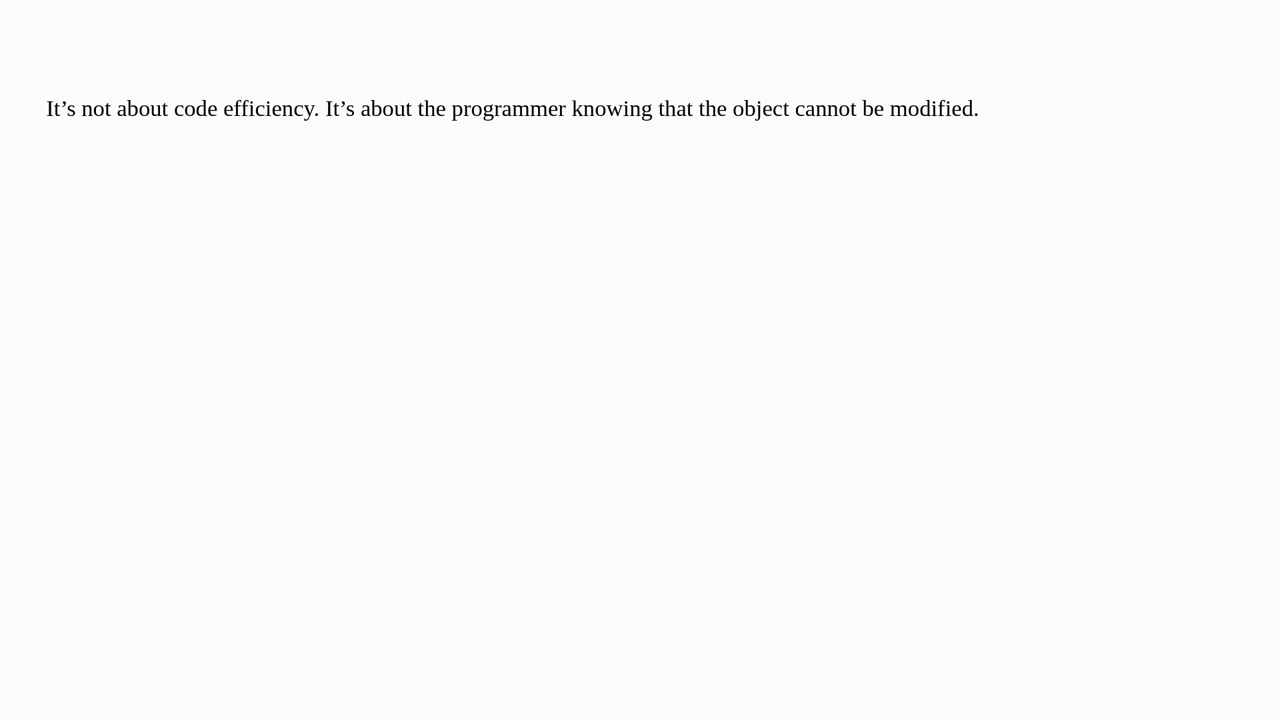 It’s not about code efficiency. It’s about the programmer knowing that the object cannot be modified.